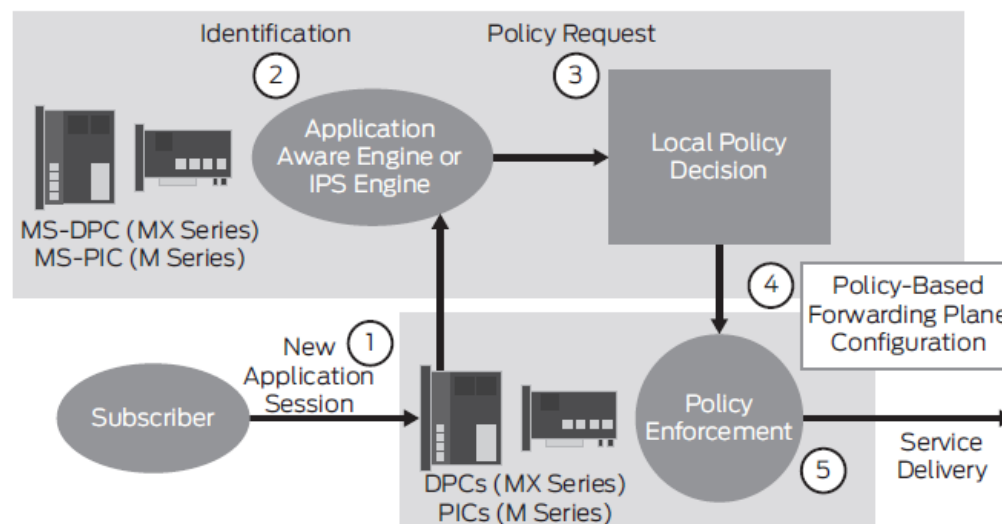 Identification
2
Policy Request
3
Application
Aware Engine or
IPS Engine
Local Policy
Decision
MS-DPC (MX Series)
MS-PIC (M Series)
4
Policy-Based
Forwarding Plane
Configuration
New
Application
Session
1
Subscriber
Policy
Enforcement
5
Service
Delivery
DPCs (MX Series)
PICs (M Series)